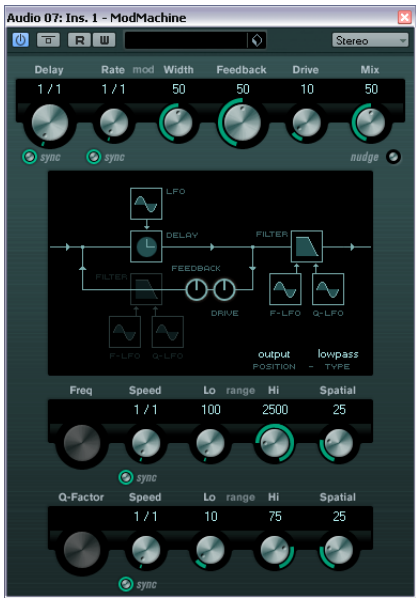 Audio 07: Ins. 1 - ModMachine
R W Stereo
Delay Rate mod Width Feedback Drive Mix
1 / 1 1 / 1 50 50 10 50
sync sync nudge
LFO
DELAY FILTER
FILTER FEEDBACK
DRIVE F-LFO Q-LFO
F-LFO Q-LFO
output lowpass
POSITION - TYPE
Freq Speed Lo range Hi Spatial
1 / 1 100 2500 25
sync
Q-Factor Speed Lo range Hi Spatial
1 / 1 10 75 25
sync